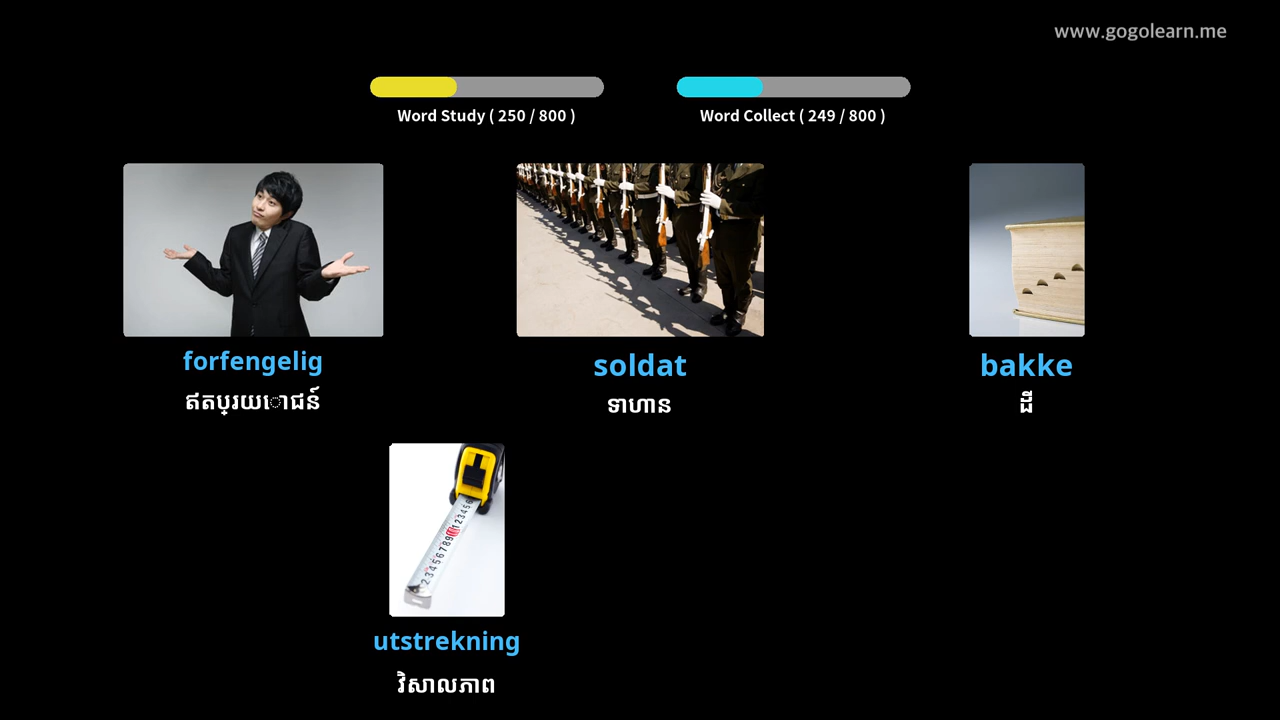 www.gogolearn.me
Word Study ( 250 / 800 )
Word Collect ( 249 / 800 )
forfengelig
ឥតប្រយោជន៍
soldat
ទាហាន
bakke
ដី
utstrekning
វិសាលភាព